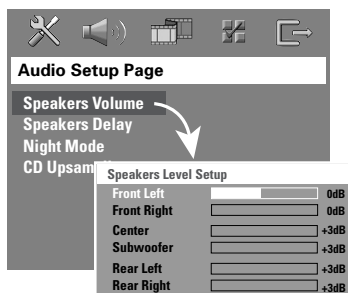 Audio Setup Page
Speakers Volume
Speakers Delay
Night Mode
CD
Speakers Level Setup
Front Left 0dB
Front Right 0dB
Center +3dB
Subwoofer +3dB
Rear Left +3dB
Rear Right +3dB